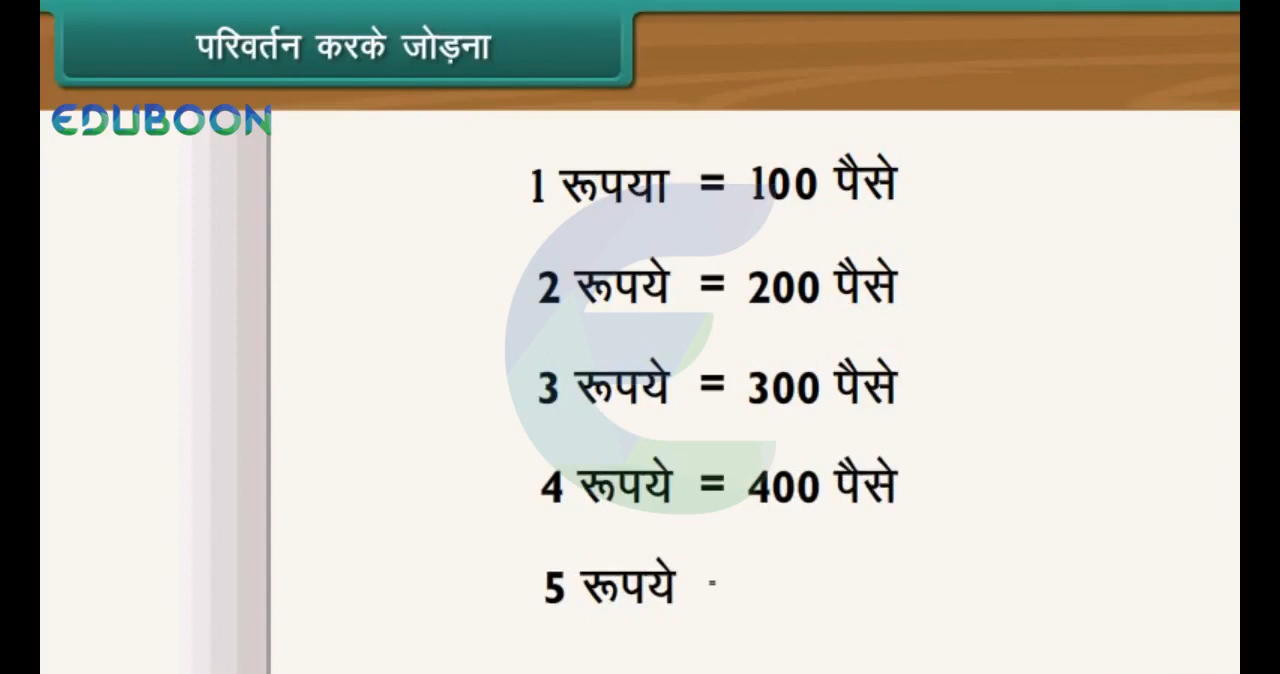 परिवर्तन करके जोड़ना
EDUBOON
1 रूपया = 100 पैसे
2 रूपये = 200 पैसे
3 रूपये = 300 पैसे
4 रूपये = 400 पैसे
5 रूपये =